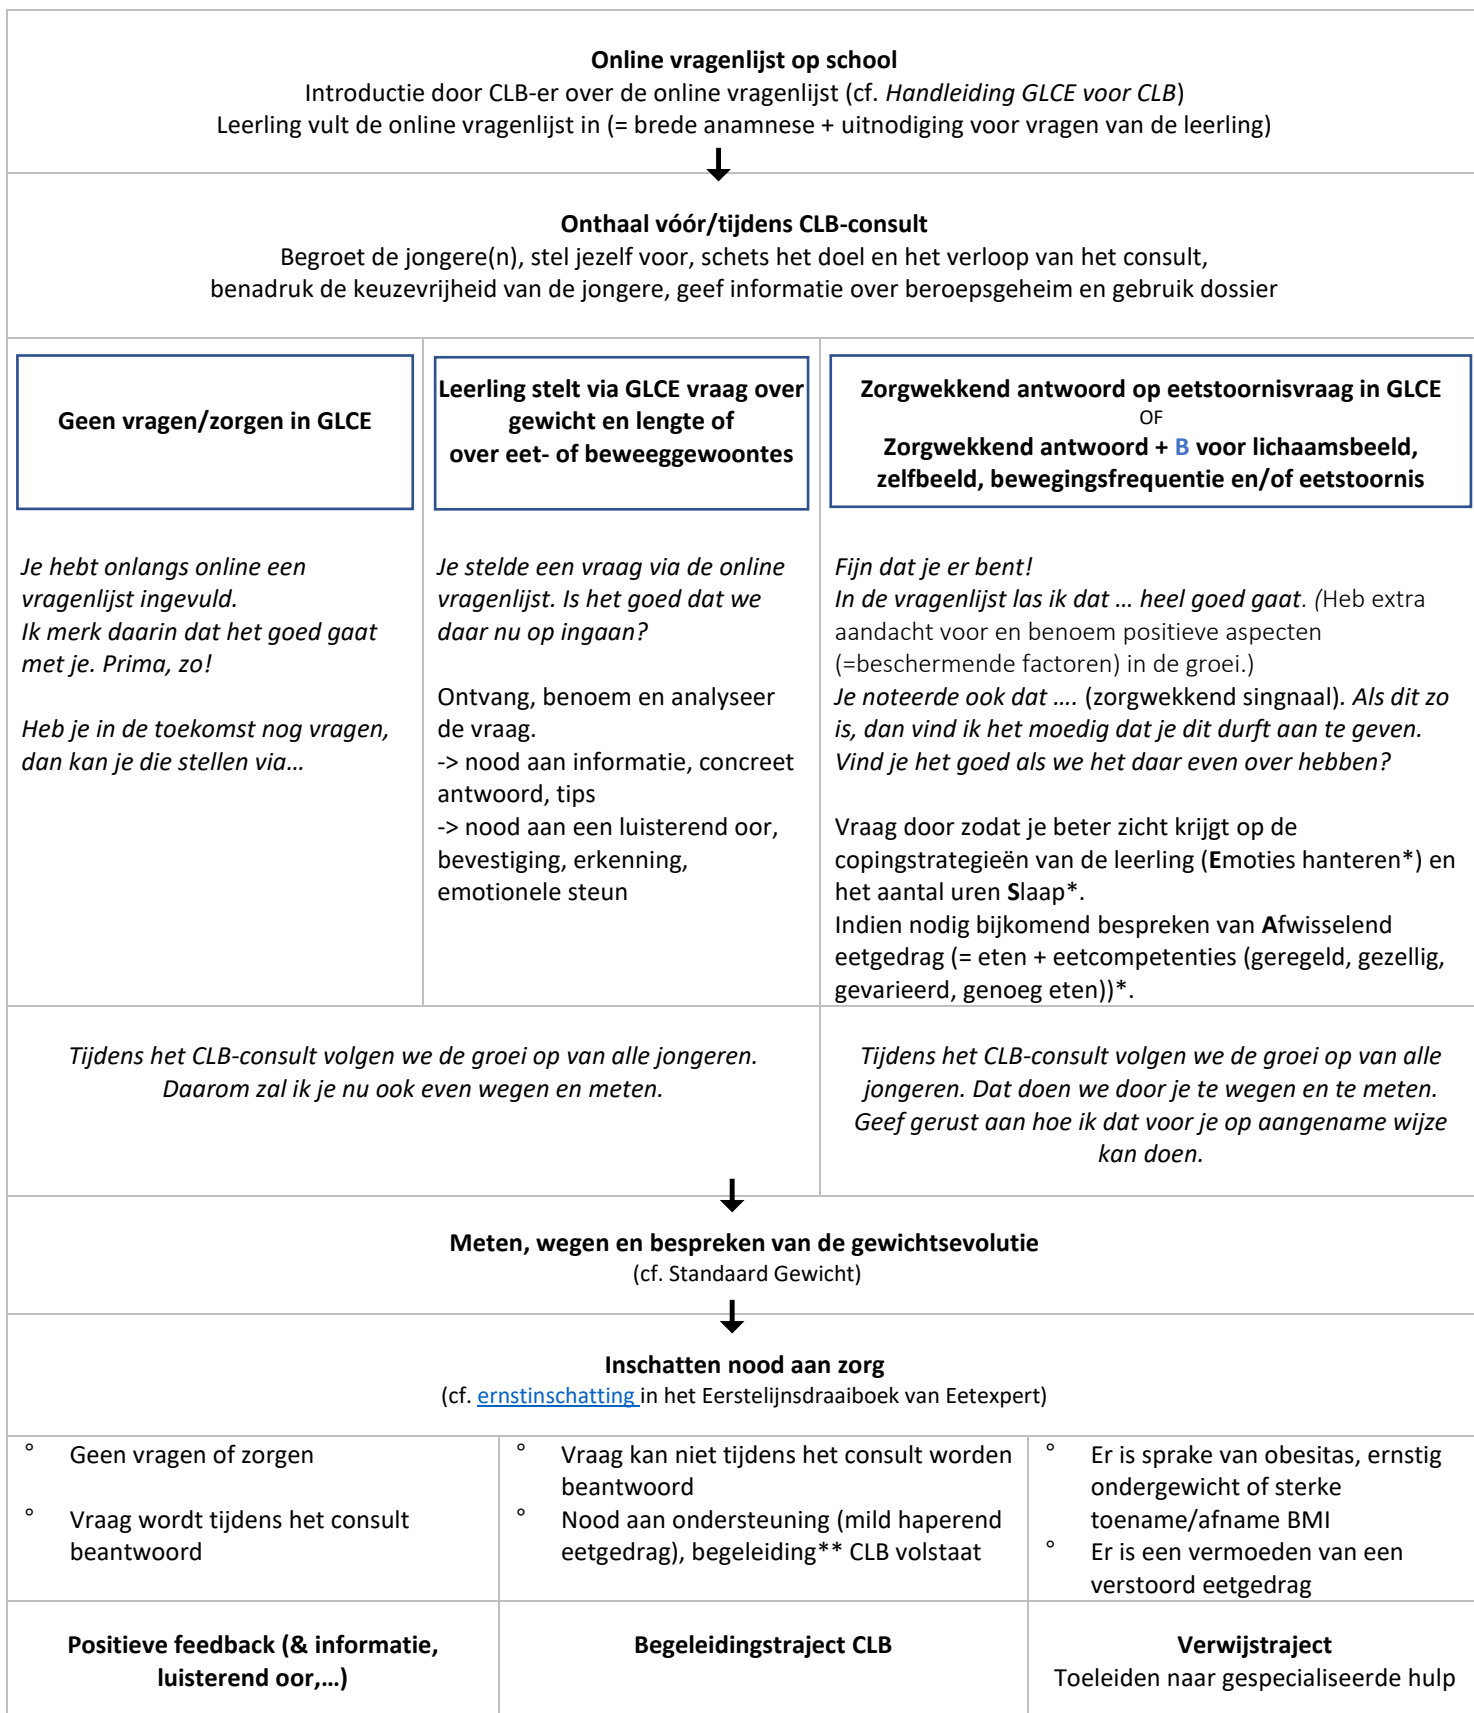 Online vragenlijst op school
Introductie door CLB-er over de online vragenlijst (cf. Handleiding GLCE voor CLB)
Leerling vult de online vragenlijst in (= brede anamnese + uitnodiging voor vragen van de leerling)
Onthaal vóór/tijdens CLB-consult
Begroet de jongere(n), stel jezelf voor, schets het doel en het verloop van het consult,
benadruk de keuzevrijheid van de jongere, geef informatie over beroepsgeheim en gebruik dossier
Geen vragen/zorgen in GLCE
Je hebt onlangs online een
vragenlijst ingevuld.
Ik merk daarin dat het goed gaat
met je. Prima, zo!
Heb je in de toekomst nog vragen,
dan kan je die stellen via…
Leerling stelt via GLCE vraag over
gewicht en lengte of
over eet- of beweeggewoontes
Je stelde een vraag via de online
vragenlijst. Is het goed dat we
daar nu op ingaan?
Ontvang, benoem en analyseer
de vraag.
-> nood aan informatie, concreet
antwoord, tips
-> nood aan een luisterend oor,
bevestiging, erkenning,
emotionele steun
Zorgwekkend antwoord op eetstoornisvraag in GLCE
OF
Zorgwekkend antwoord + B voor lichaamsbeeld,
zelfbeeld, bewegingsfrequentie en/of eetstoornis
Fijn dat je er bent!
In de vragenlijst las ik dat … heel goed gaat. (Heb extra
aandacht voor en benoem positieve aspecten
(=beschermende factoren) in de groei.)
Je noteerde ook dat …. (zorgwekkend singnaal). Als dit zo
is, dan vind ik het moedig dat je dit durft aan te geven.
Vind je het goed als we het daar even over hebben?
Vraag door zodat je beter zicht krijgt op de
copingstrategieën van de leerling (Emoties hanteren*) en
het aantal uren Slaap*.
Indien nodig bijkomend bespreken van Afwisselend
eetgedrag (= eten + eetcompetenties (geregeld, gezellig,
gevarieerd, genoeg eten))*.
Tijdens het CLB-consult volgen we de groei op van alle jongeren.
Daarom zal ik je nu ook even wegen en meten.
Tijdens het CLB-consult volgen we de groei op van alle
jongeren. Dat doen we door je te wegen en te meten.
Geef gerust aan hoe ik dat voor je op aangename wijze
kan doen.
Meten, wegen en bespreken van de gewichtsevolutie
(cf. Standaard Gewicht)
Inschatten nood aan zorg
(cf. ernstinschatting in het Eerstelijnsdraaiboek van Eetexpert)
° Geen vragen of zorgen
° Vraag wordt tijdens het consult
beantwoord
° Vraag kan niet tijdens het consult worden
beantwoord
° Nood aan ondersteuning (mild haperend
eetgedrag), begeleiding** CLB volstaat
° Er is sprake van obesitas, ernstig
ondergewicht of sterke
toename/afname BMI
° Er is een vermoeden van een
verstoord eetgedrag
Positieve feedback (& informatie,
luisterend oor,…)
Begeleidingstraject CLB
Verwijstraject
Toeleiden naar gespecialiseerde hulp